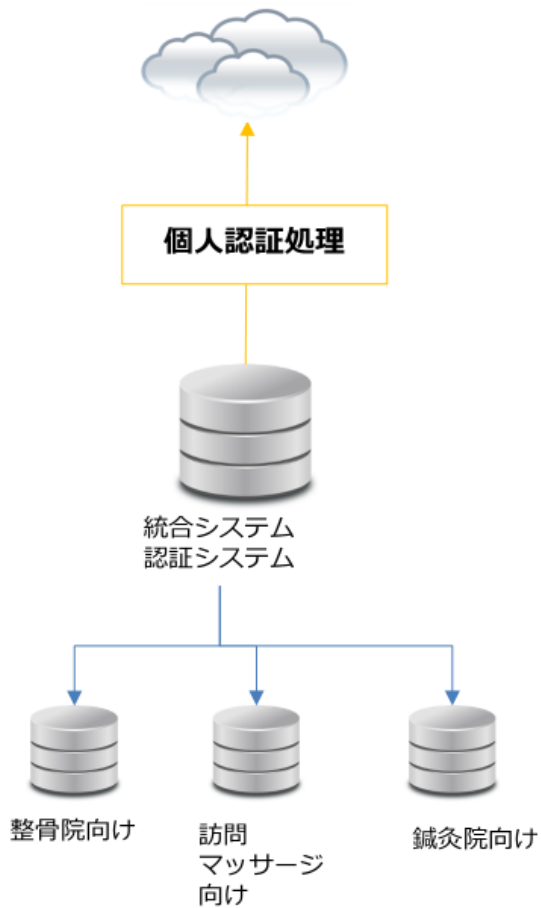 個人認証処理
統合システム
認証システム
整骨院向け
訪問
マッサージ
向け
鍼灸院向け